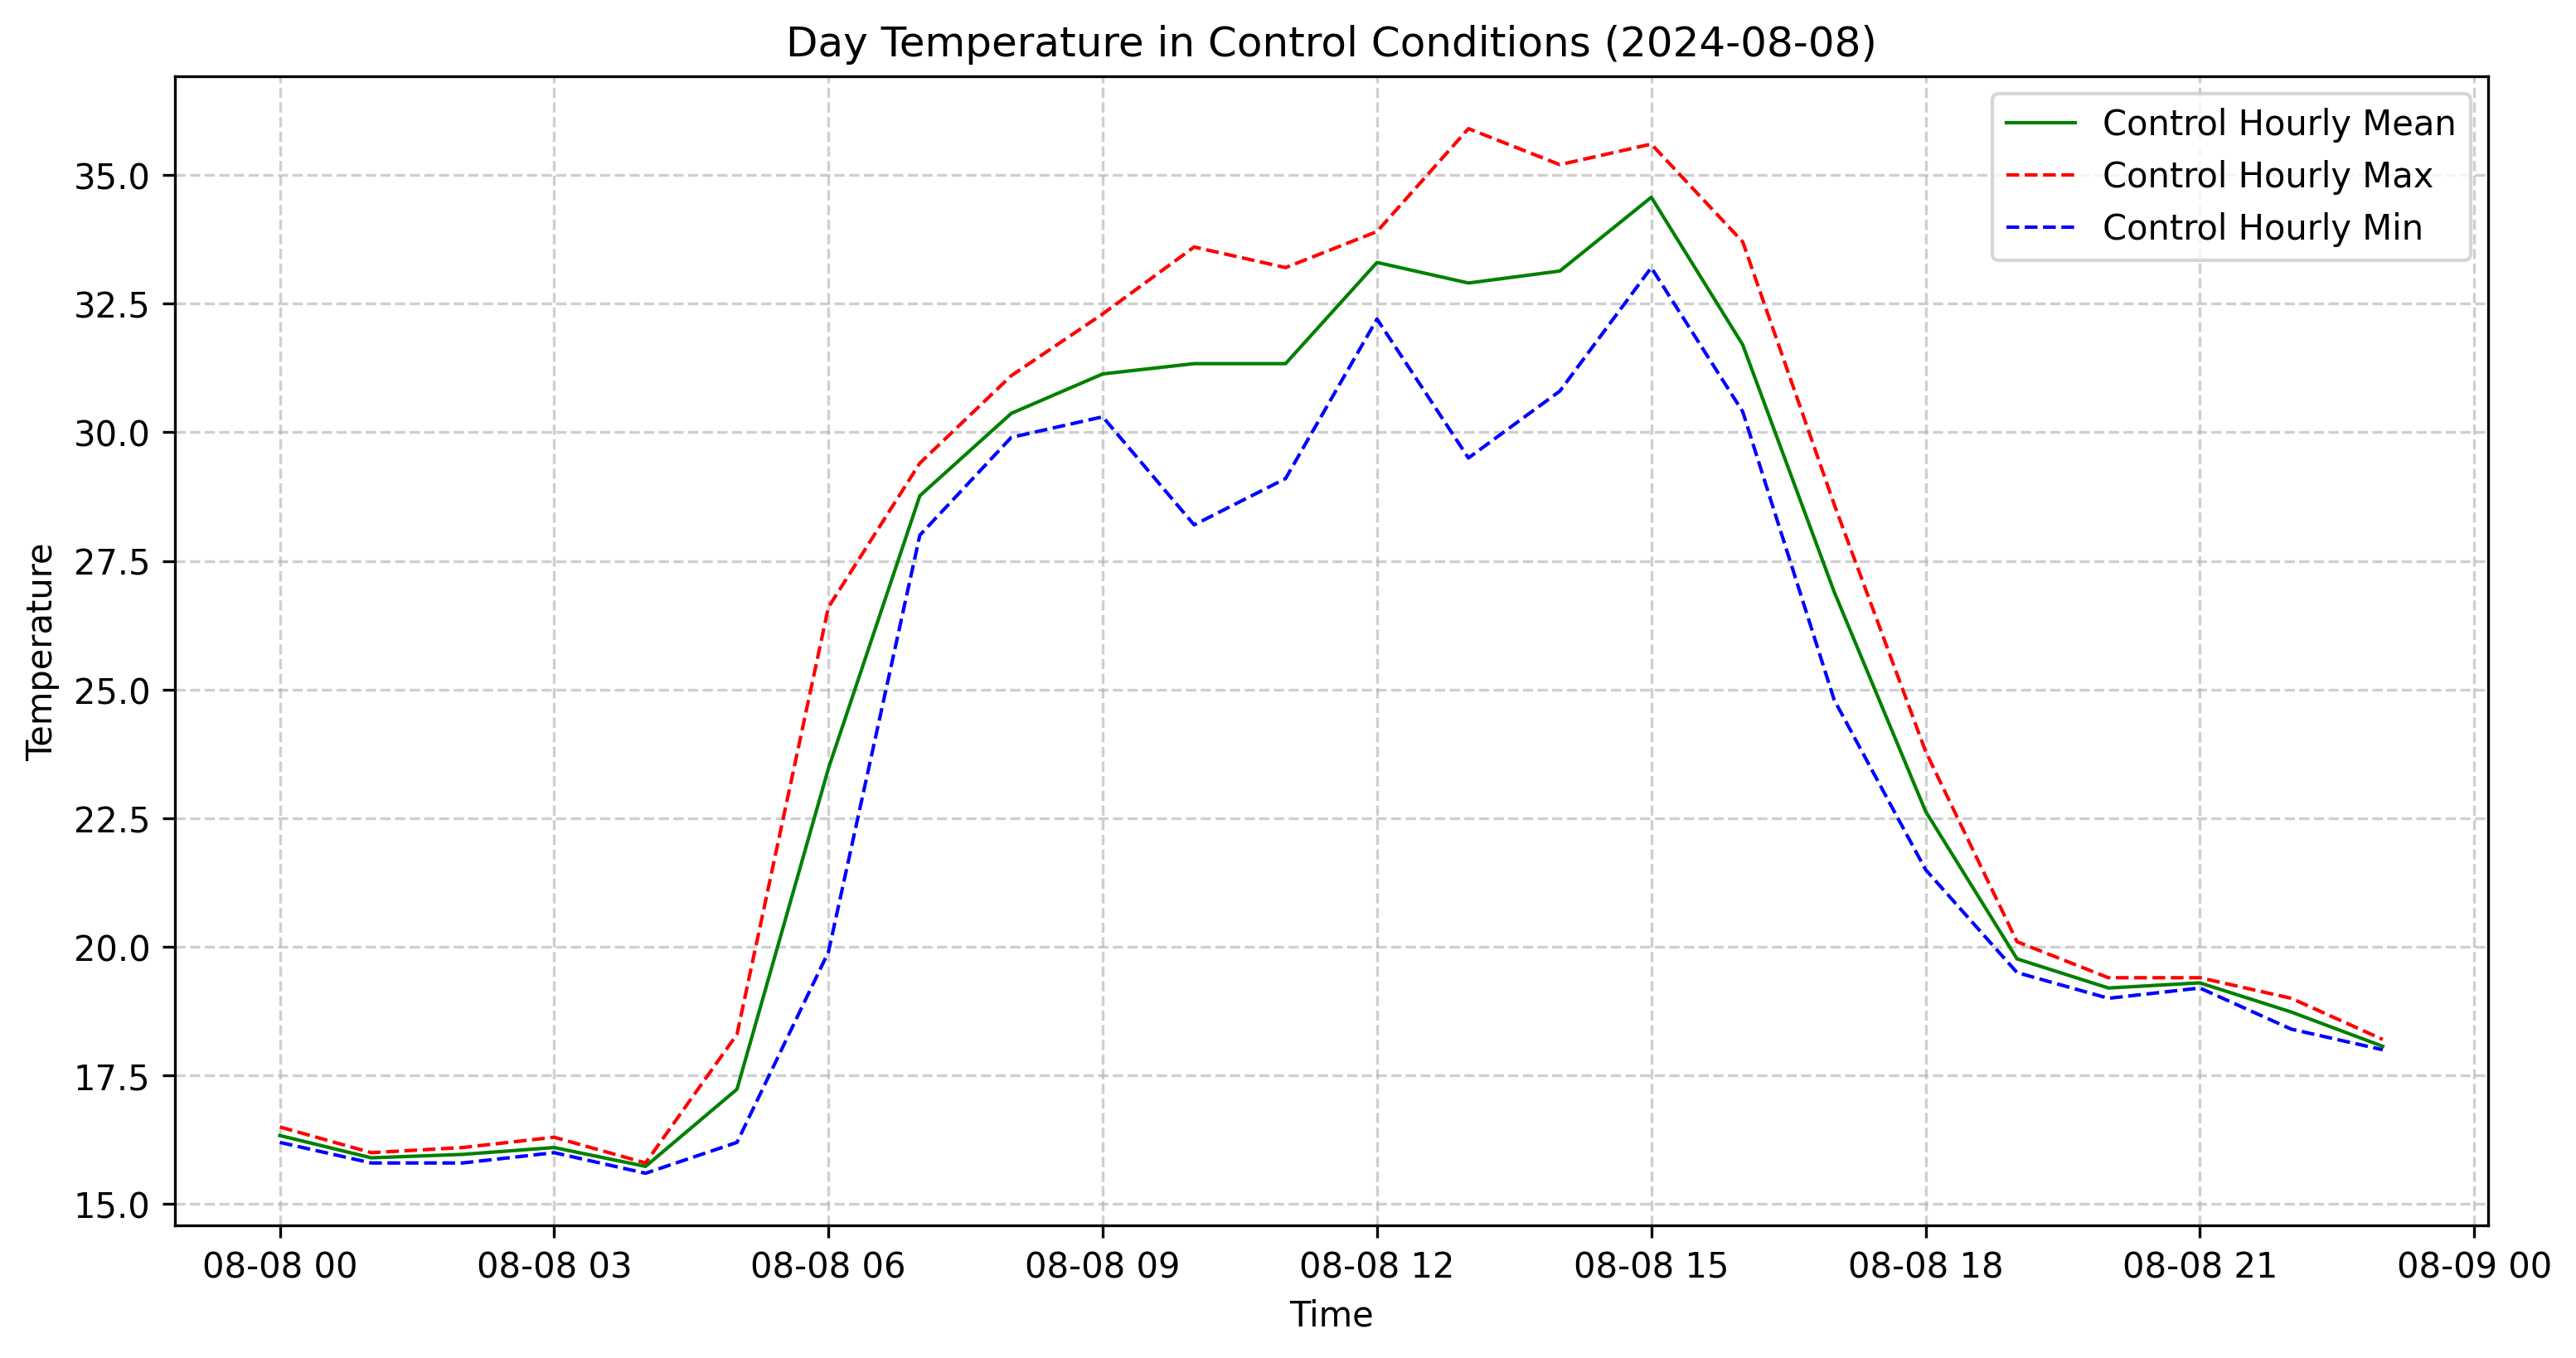 Day Temperature in Control Conditions (2024-08-08)
Control Hourly Mean
Control Hourly Max
Control Hourly Min
35.0
32.5
30.0
27.5
25.0
22.5
20.0
17.5
15.0
Temperature
08-08 00 08-08 03 08-08 06 08-08 09 08-08 12 08-08 15 08-08 18 08-08 21 08-09 00
Time